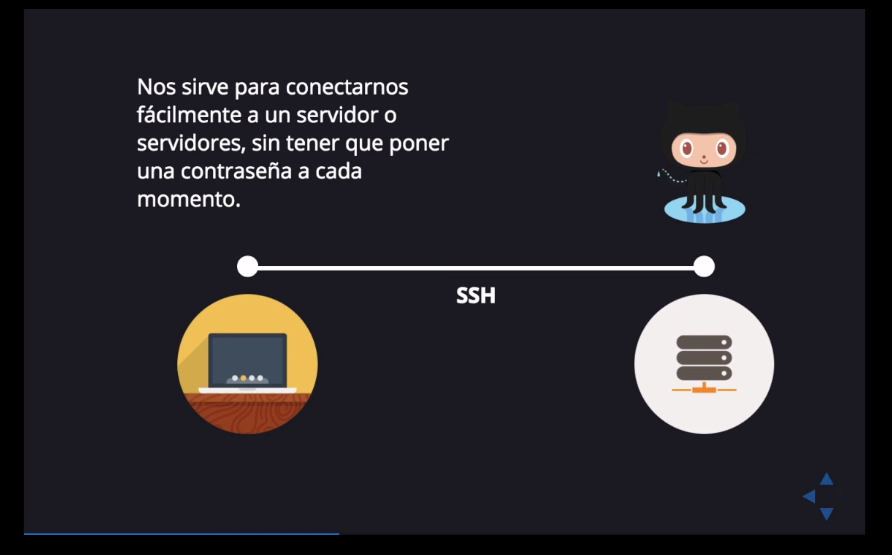 Nos sirve para conectarnos
fácilmente a un servidor o
servidores, sin tener que poner
una contraseña a cada
momento.
SSH